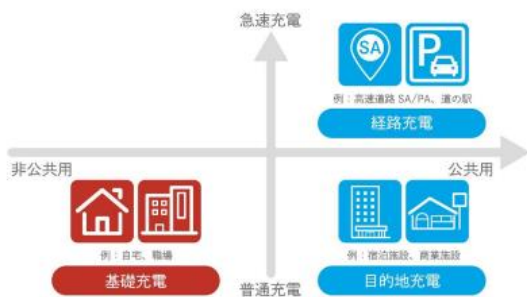 急速充電
SA
P
例：高速道路 SA/PA、道の駅
経路充電
非公共用
公共用
例：自宅、職場
基礎充電
例：宿泊施設、商業施設
目的地充電
普通充電